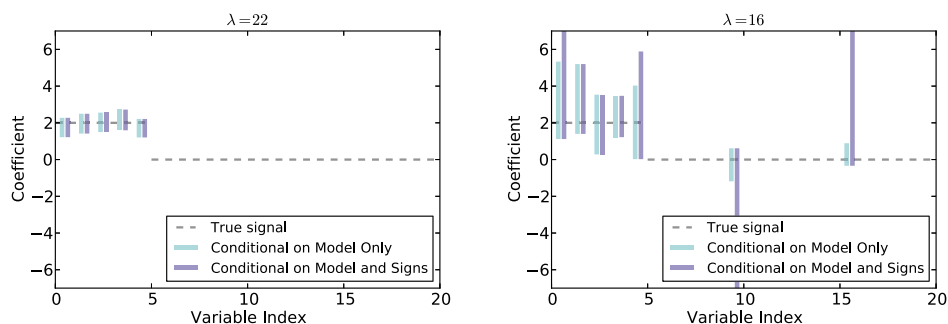 λ = 22
6
4
2
0
−2
−4
−6
Coefficient
True signal
Conditional on Model Only
Conditional on Model and Signs
0
5
10
15
20
Variable Index
λ = 16
6
4
2
0
−2
−4
−6
Coefficient
True signal
Conditional on Model Only
Conditional on Model and Signs
0
5
10
15
20
Variable Index